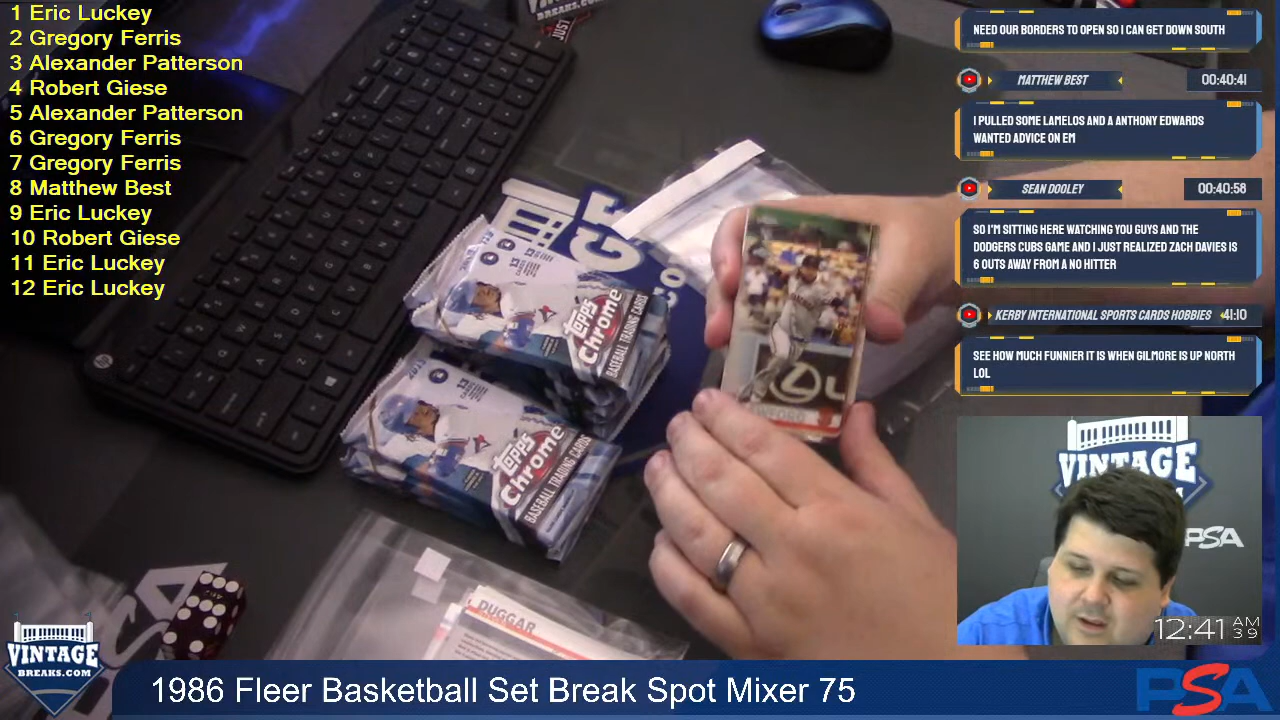 1 Eric Luckey
2 Gregory Ferris
3 Alexander Patterson
4 Robert Giese
5 Alexander Patterson
6 Gregory Ferris
7 Gregory Ferris
8 Matthew Best
9 Eric Luckey
10 Robert Giese
11 Eric Luckey
12 Eric Luckey
BREAKS.COM
NEED OUR BORDERS TO OPEN SO I CAN GET DOWN SOUTH
MATTHEW BEST 00:40:41
I PULLED SOME LAMELOS AND A ANTHONY EDWARDS
WANTED ADVICE ON EM
SEAN DOOLEY 00:40:58
SO I'M SITTING HERE WATCHING YOU GUYS AND THE
DODGERS CUBS GAME AND I JUST REALIZED ZACH DAVIES IS
6 OUTS AWAY FROM A NO HITTER
KERBY INTERNATIONAL SPORTS CARDS HOBBIES 41:10
SEE HOW MUCH FUNNIER IT IS WHEN GILMORE IS UP NORTH
LOL
13
Topps
Chrome
BASEBALL TRADING CARDS
13
Topps
Chrome
BASEBALL TRADING CARDS
DUGGAR
VINTAGE
PSA
12:41 AM
39
VINTAGE
BREAKS.COM
1986 Fleer Basketball Set Break Spot Mixer 75
PSA